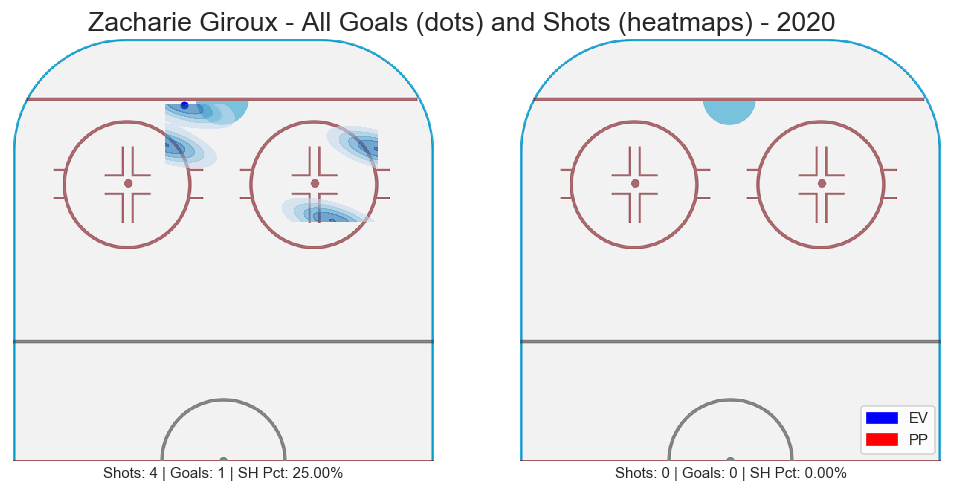 Zacharie Giroux - All Goals (dots) and Shots (heatmaps) - 2020
EV
PP
Shots: 4 | Goals: 1 | SH Pct: 25.00%
Shots: 0 | Goals: 0 | SH Pct: 0.00%